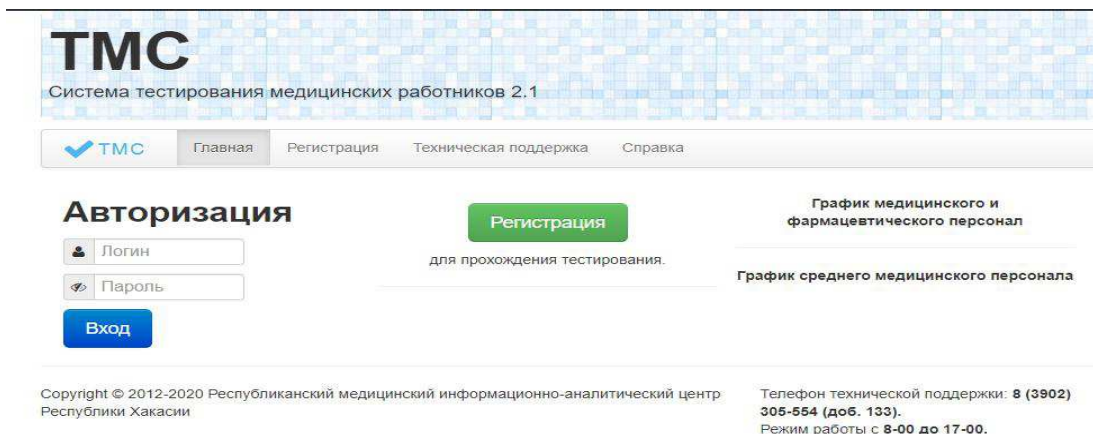 ТМС
Система тестирования медицинских работников 2.1
ТМС Главная Регистрация Техническая поддержка Справка
Авторизация
Логин
Пароль
Вход
Регистрация
для прохождения тестирования.
График медицинского и
фармацевтического персонал
График среднего медицинского персонала
Copyright © 2012-2020 Республиканский медицинский информационно-аналитический центр
Республики Хакасии
Телефон технической поддержки: 8 (3902)
305-554 (доб. 133).
Режим работы с 8-00 до 17-00.